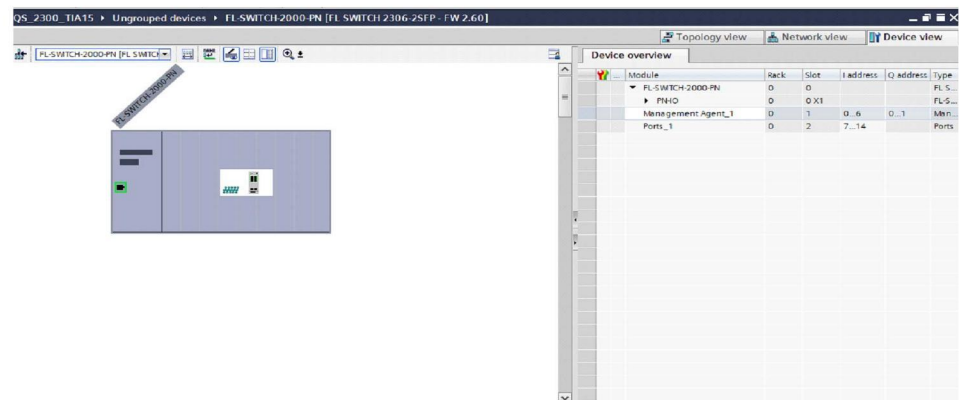 QS_2300_TIA15 ▸ Ungrouped devices ▸ FL-SWITCH-2000-PN [FL SWITCH 2306-2SFP - FW 2.60]
Topology view Network view Device view
FL-SWITCH-2000-PN [FL SWITC
Device overview
FL-SWITCH-2000-PN
... Module Rack Slot I address Q address Type
FL-SWITCH-2000-PN 0 0 FL S...
PN-IO 0 0 X1 FL-S...
Management Agent_1 0 1 0...6 0...1 Man...
Ports_1 0 2 7...14 Ports